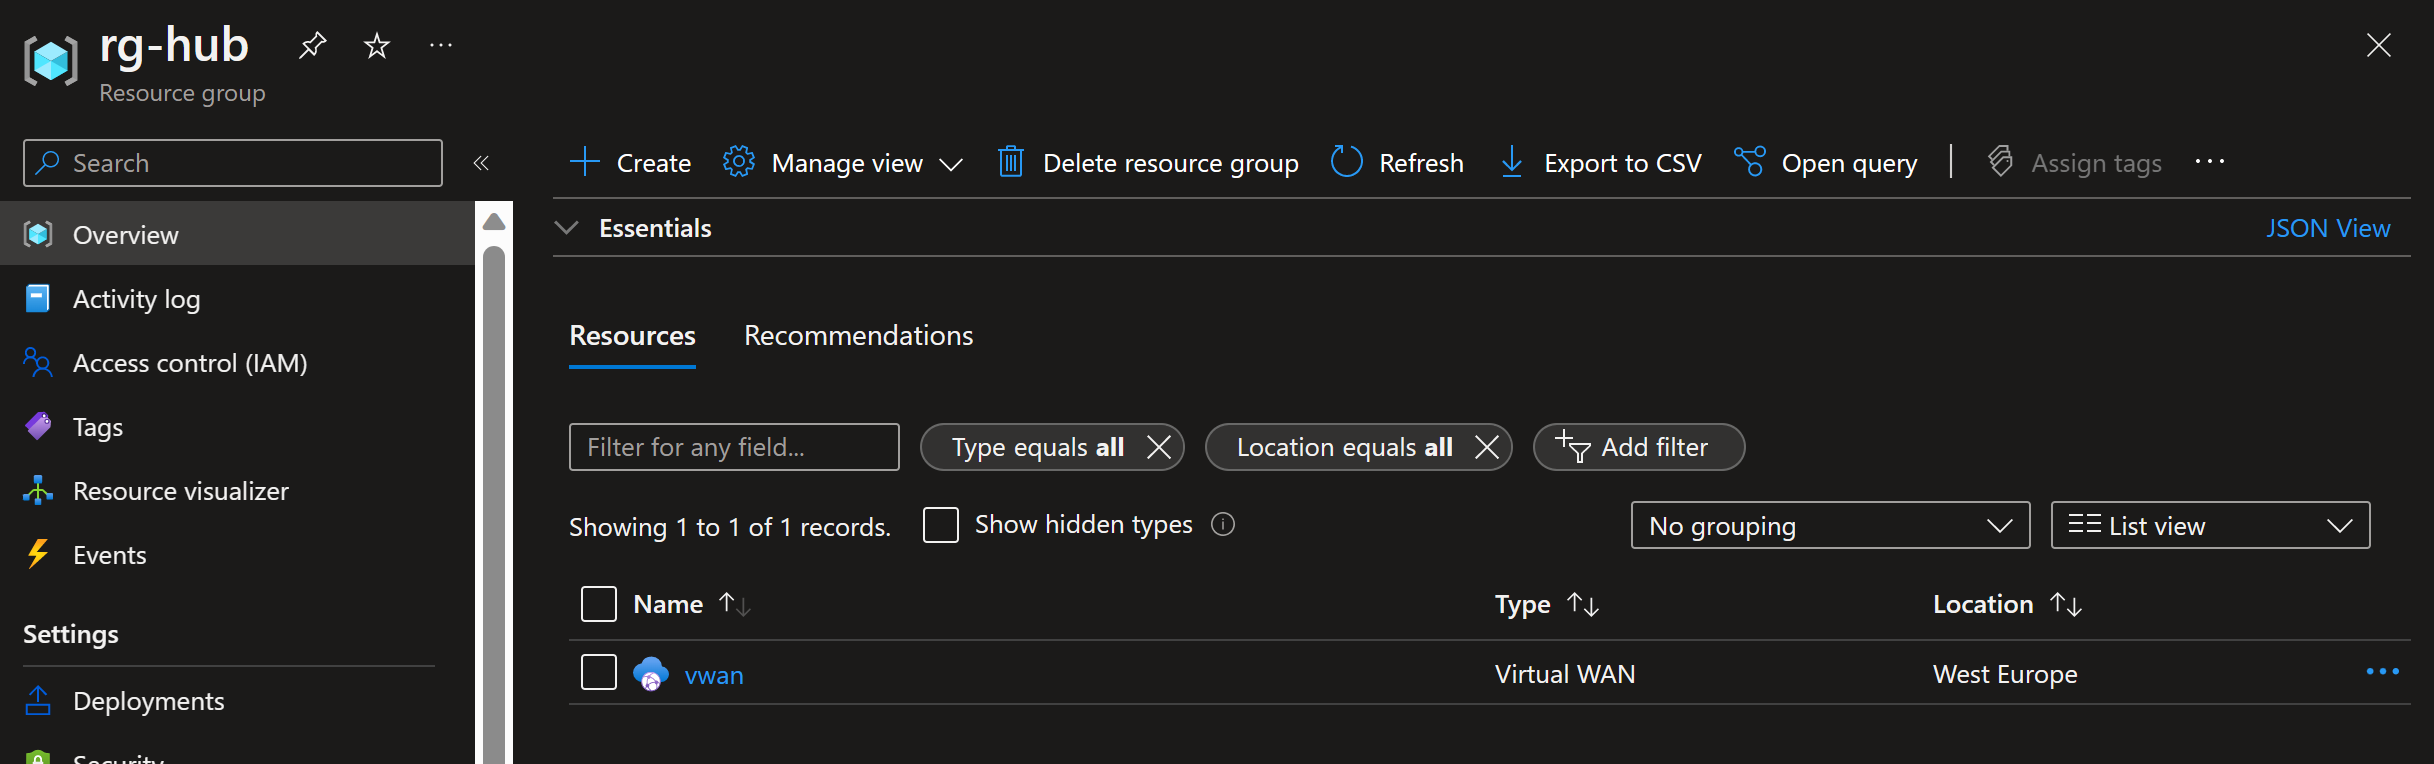 rg-hub
Resource group
Search
Overview
Activity log
Access control (IAM)
Tags
Resource visualizer
Events
Settings
Deployments
Security
Create Manage view Delete resource group Refresh Export to CSV Open query Assign tags
Essentials JSON View
Resources Recommendations
Filter for any field... Type equals all Location equals all Add filter
Showing 1 to 1 of 1 records. Show hidden types No grouping List view
Name Type Location
vwan Virtual WAN West Europe